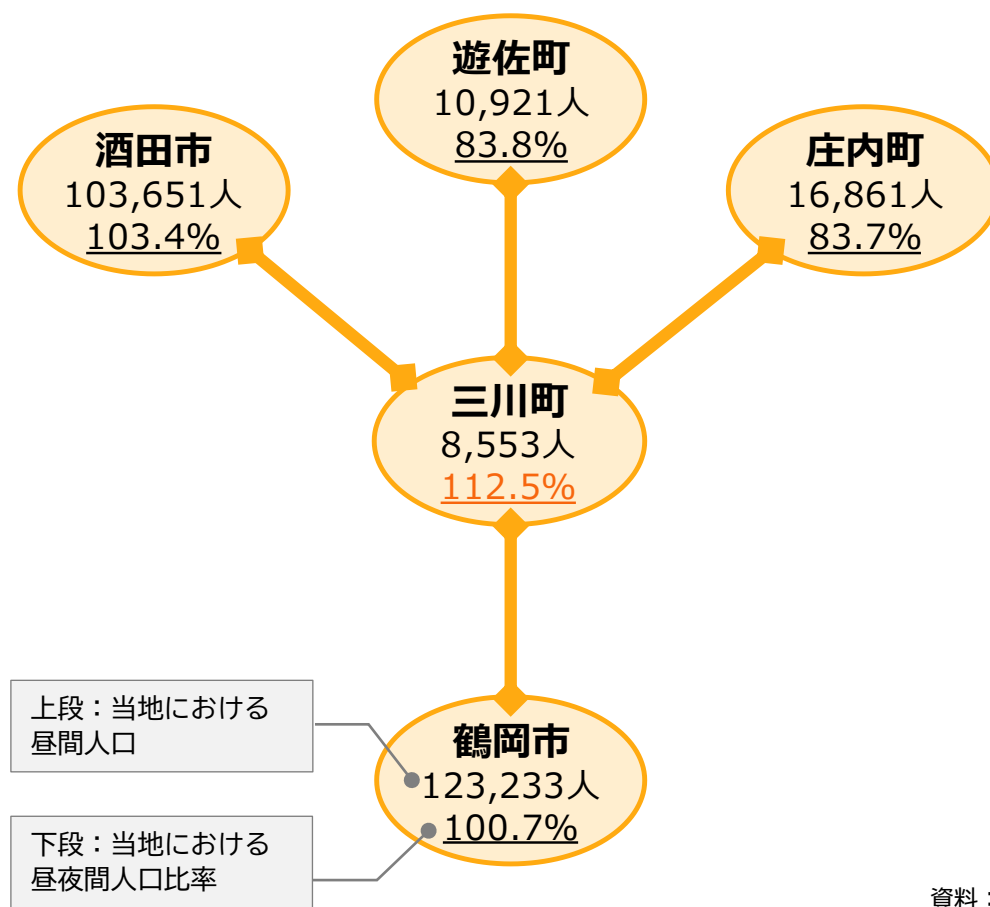 遊佐町
10,921人
83.8%
酒田市
103,651人
103.4%
庄内町
16,861人
83.7%
三川町
8,553人
112.5%
上段：当地における
昼間人口
鶴岡市
123,233人
100.7%
下段：当地における
昼夜間人口比率
資料：